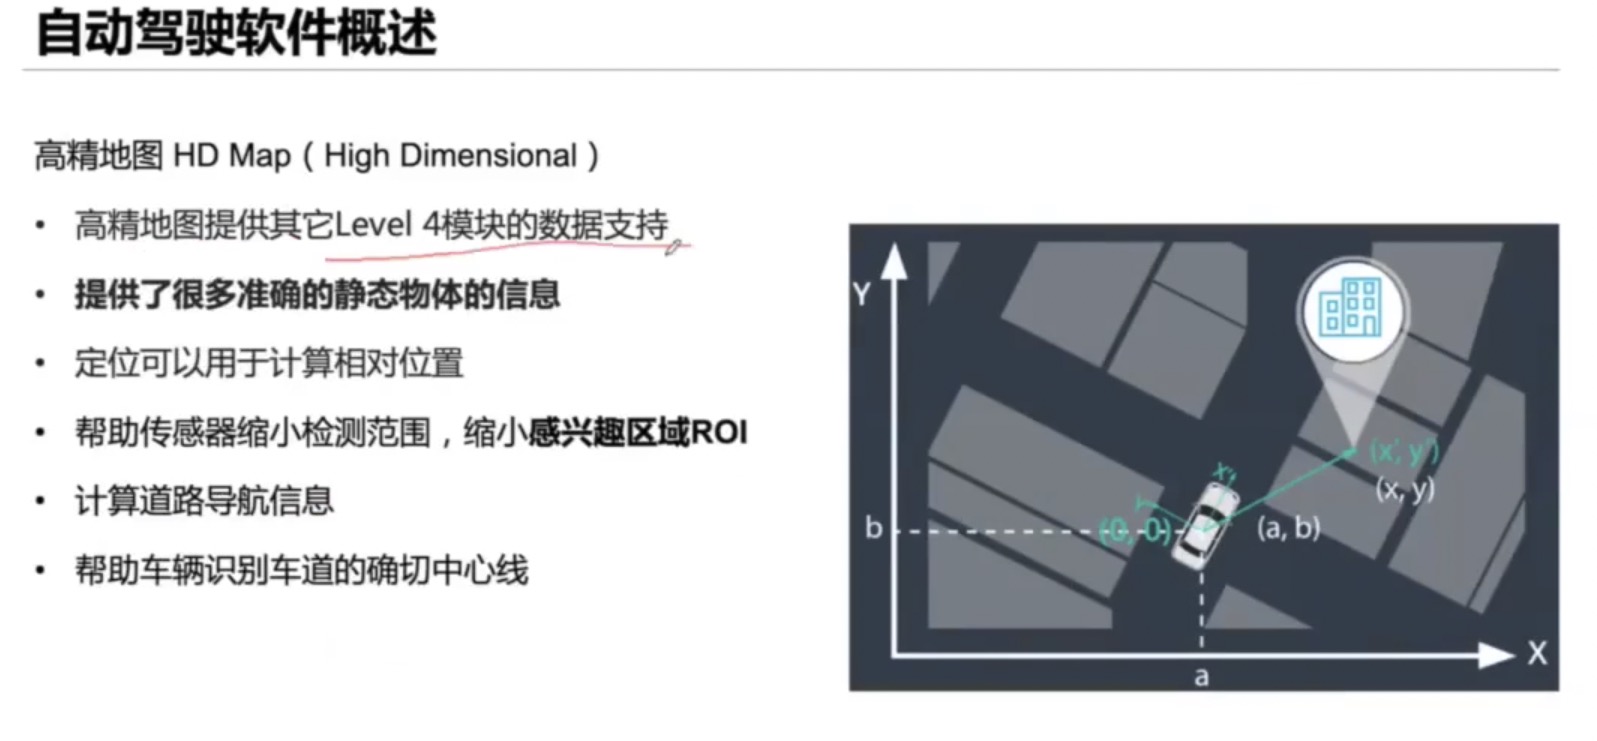 自动驾驶软件概述
高精地图 HD Map（High Dimensional）
• 高精地图提供其它Level 4模块的数据支持
• 提供了很多准确的静态物体的信息
• 定位可以用于计算相对位置
• 帮助传感器缩小检测范围，缩小感兴趣区域ROI
• 计算道路导航信息
• 帮助车辆识别车道的确切中心线
Y
X'
(x', y')
(x, y)
b
(0, 0)
(a, b)
X
a